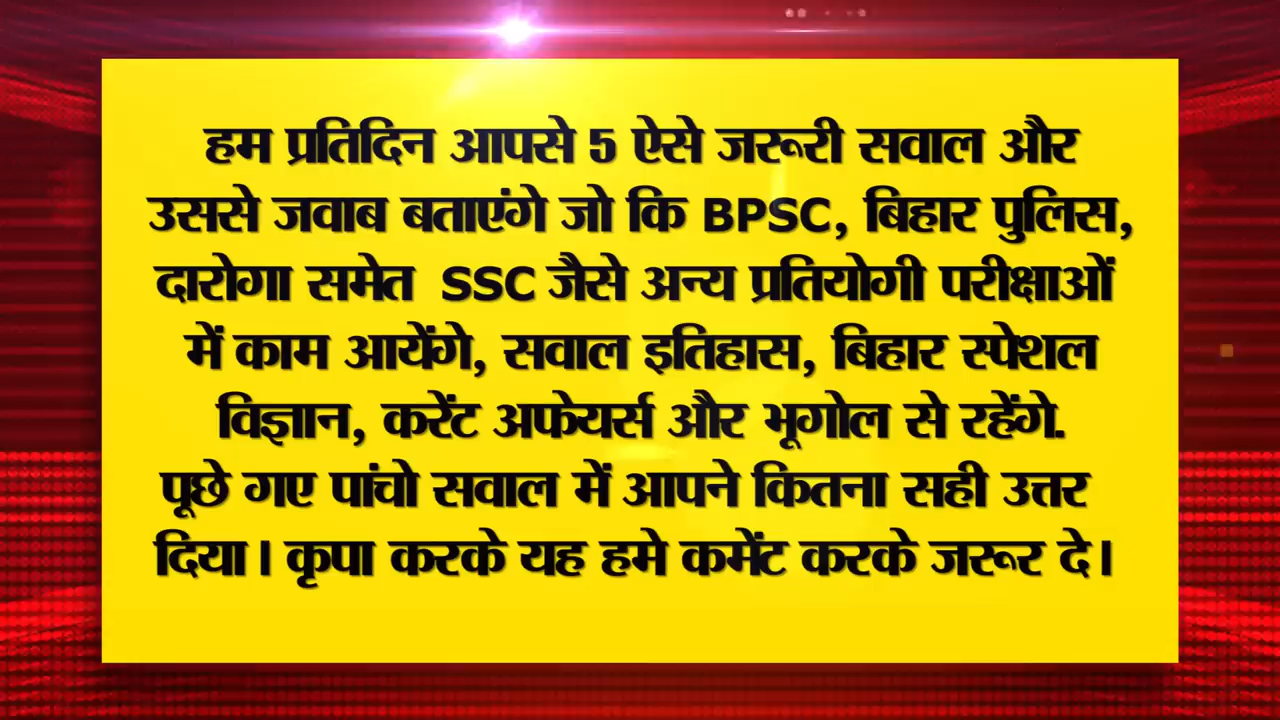 हम प्रतिदिन आपसे 5 ऐसे जरूरी सवाल और
उससे जवाब बताएंगे जो कि BPSC, बिहार पुलिस,
दारोगा समेत SSC जैसे अन्य प्रतियोगी परीक्षाओं
में काम आयेंगे, सवाल इतिहास, बिहार स्पेशल
विज्ञान, करेंट अफेयर्स और भूगोल से रहेंगे.
पूछे गए पांचो सवाल में आपने कितना सही उत्तर
दिया। कृपा करके यह हमे कमेंट करके जरूर दे।